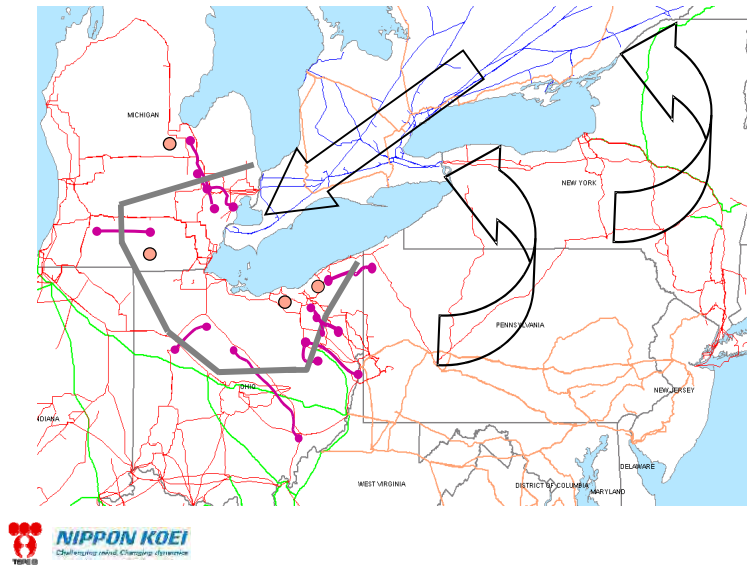 MICHIGAN
NEW YORK
PENNSYLVANIA
OHIO
NDIANA
NEW JERSEY
DELAWARE
WEST VIRGINIA
DISTRICT OF COLUMBIA
MARYLAND
TEPCO
NIPPON KOEI
Challenging mind, Changing dynamics